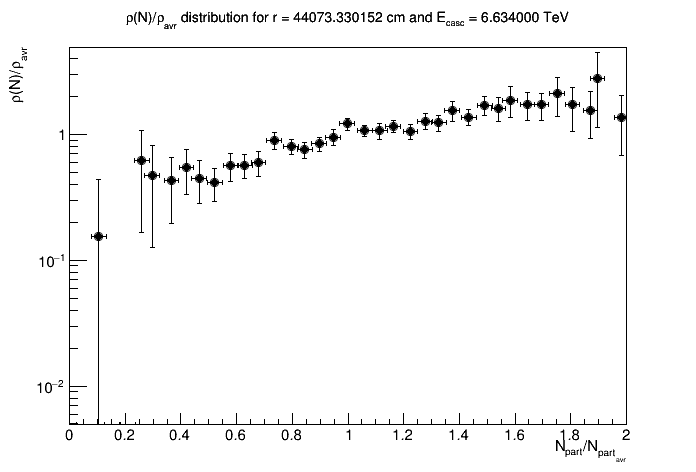 ρ(N)/ρavr distribution for r = 44073.330152 cm and Ecasc = 6.634000 TeV
ρ(N)/ρavr
1
10−1
10−2
0 0.2 0.4 0.6 0.8 1 1.2 1.4 1.6 1.8 2
Npart/Npartavr